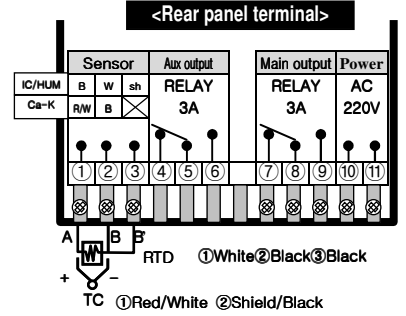 <Rear panel terminal>
Sensor Aux output Main output Power
IC/HUM B W sh RELAY RELAY AC
Ca-K R/W B 3A 3A 220V
① ② ③ ④ ⑤ ⑥ ⑦ ⑧ ⑨ ⑩ ⑪
A B B' RTD ①White②Black③Black
+ −
TC ①Red/White ②Shield/Black